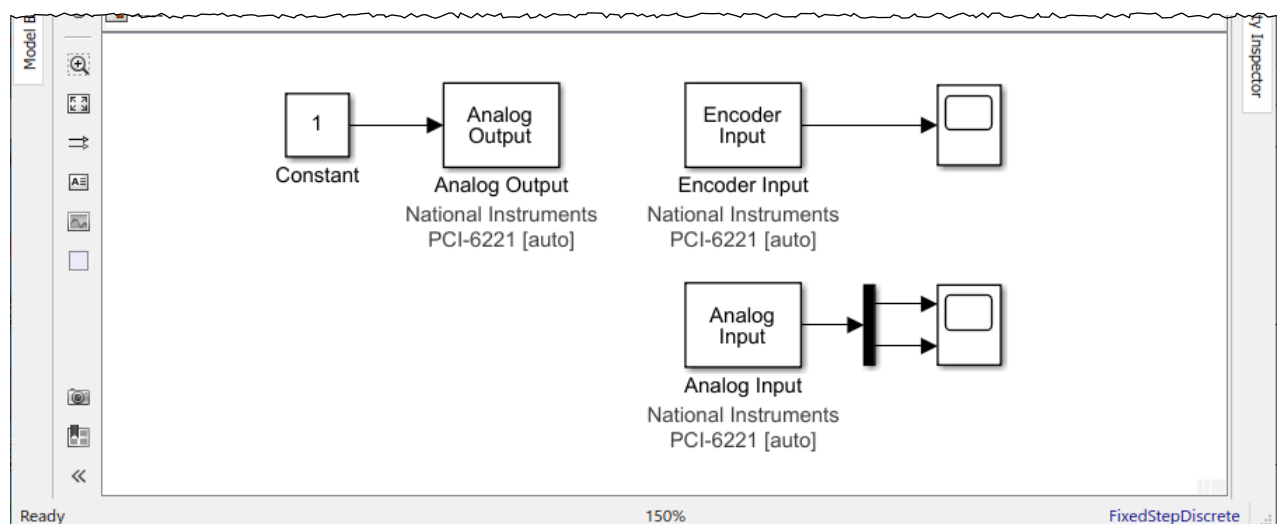 Model B
ty Inspector
1
Constant
Analog
Output
Analog Output
National Instruments
PCI-6221 [auto]
Encoder
Input
Encoder Input
National Instruments
PCI-6221 [auto]
Analog
Input
Analog Input
National Instruments
PCI-6221 [auto]
Ready
150%
FixedStepDiscrete